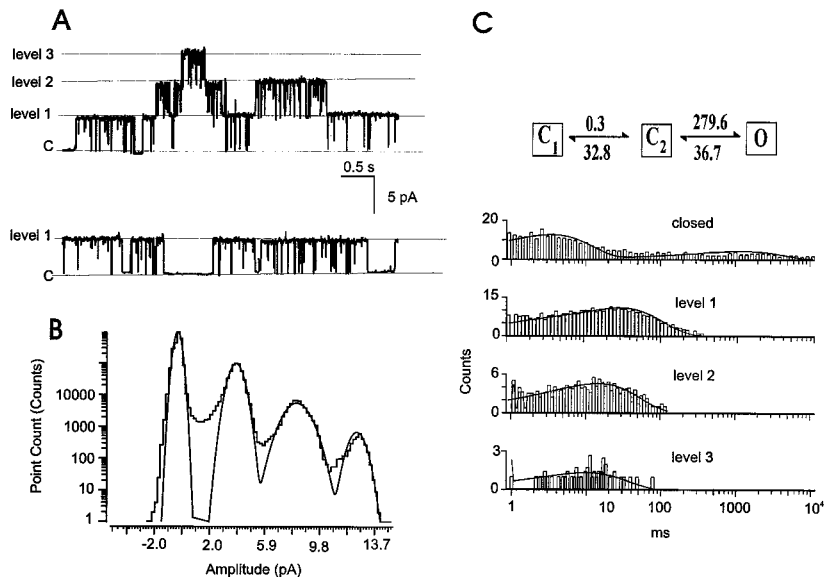 A
level 3
level 2
level 1
C
0.5 s
5 pA
level 1
C
B
Point Count (Counts)
10000
1000
100
10
1
-2.0 2.0 5.9 9.8 13.7
Amplitude (pA)
C
C1 0.3 32.8 C2 279.6 36.7 O
closed
20
10
0
level 1
15
0
level 2
6
0
level 3
3
0
Counts
1 10 100 1000 10⁴
ms